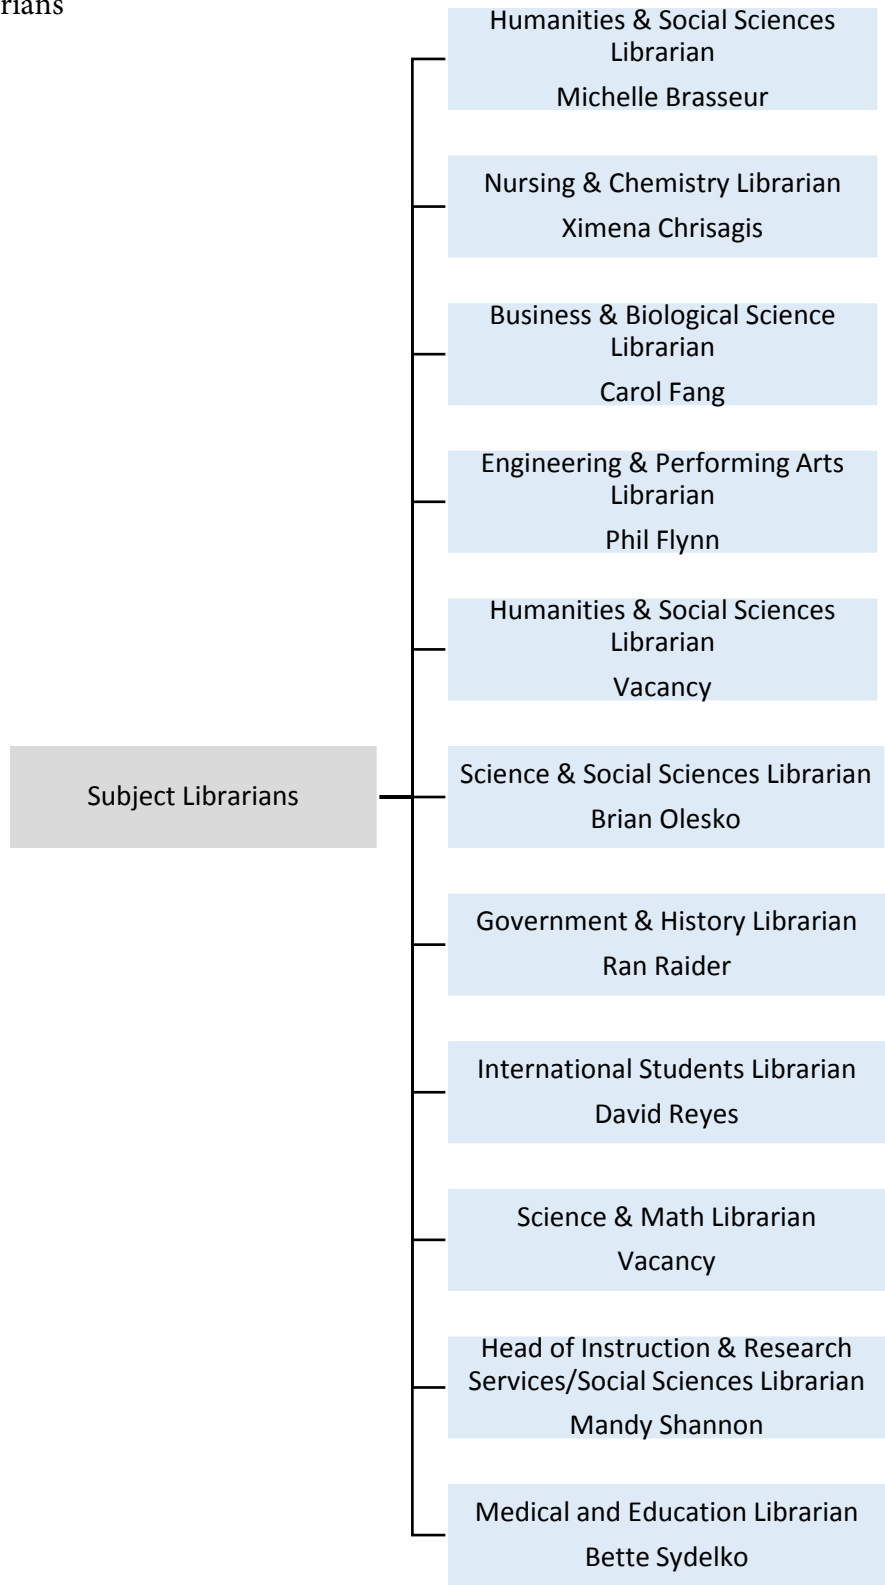 Humanities & Social Sciences
Librarian
Michelle Brasseur
Nursing & Chemistry Librarian
Ximena Chrisagis
Business & Biological Science
Librarian
Carol Fang
Engineering & Performing Arts
Librarian
Phil Flynn
Humanities & Social Sciences
Librarian
Vacancy
Subject Librarians
Science & Social Sciences Librarian
Brian Olesko
Government & History Librarian
Ran Raider
International Students Librarian
David Reyes
Science & Math Librarian
Vacancy
Head of Instruction & Research
Services/Social Sciences Librarian
Mandy Shannon
Medical and Education Librarian
Bette Sydelko